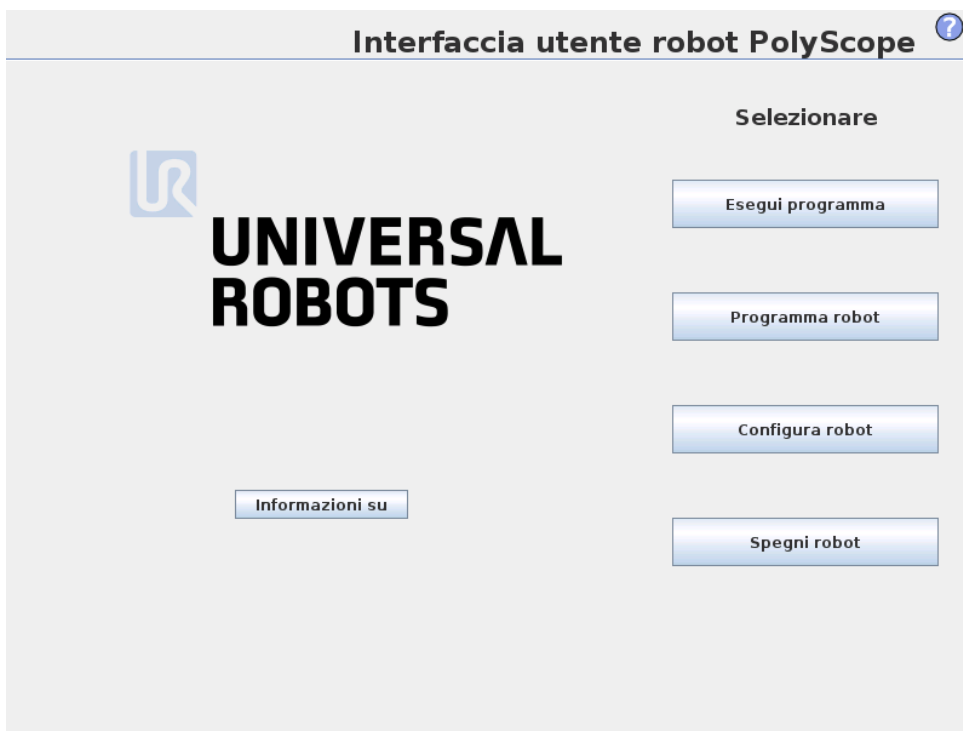 Interfaccia utente robot PolyScope ?
Selezionare
UR
UNIVERSAL
ROBOTS
Esegui programma
Programma robot
Configura robot
Informazioni su
Spegni robot